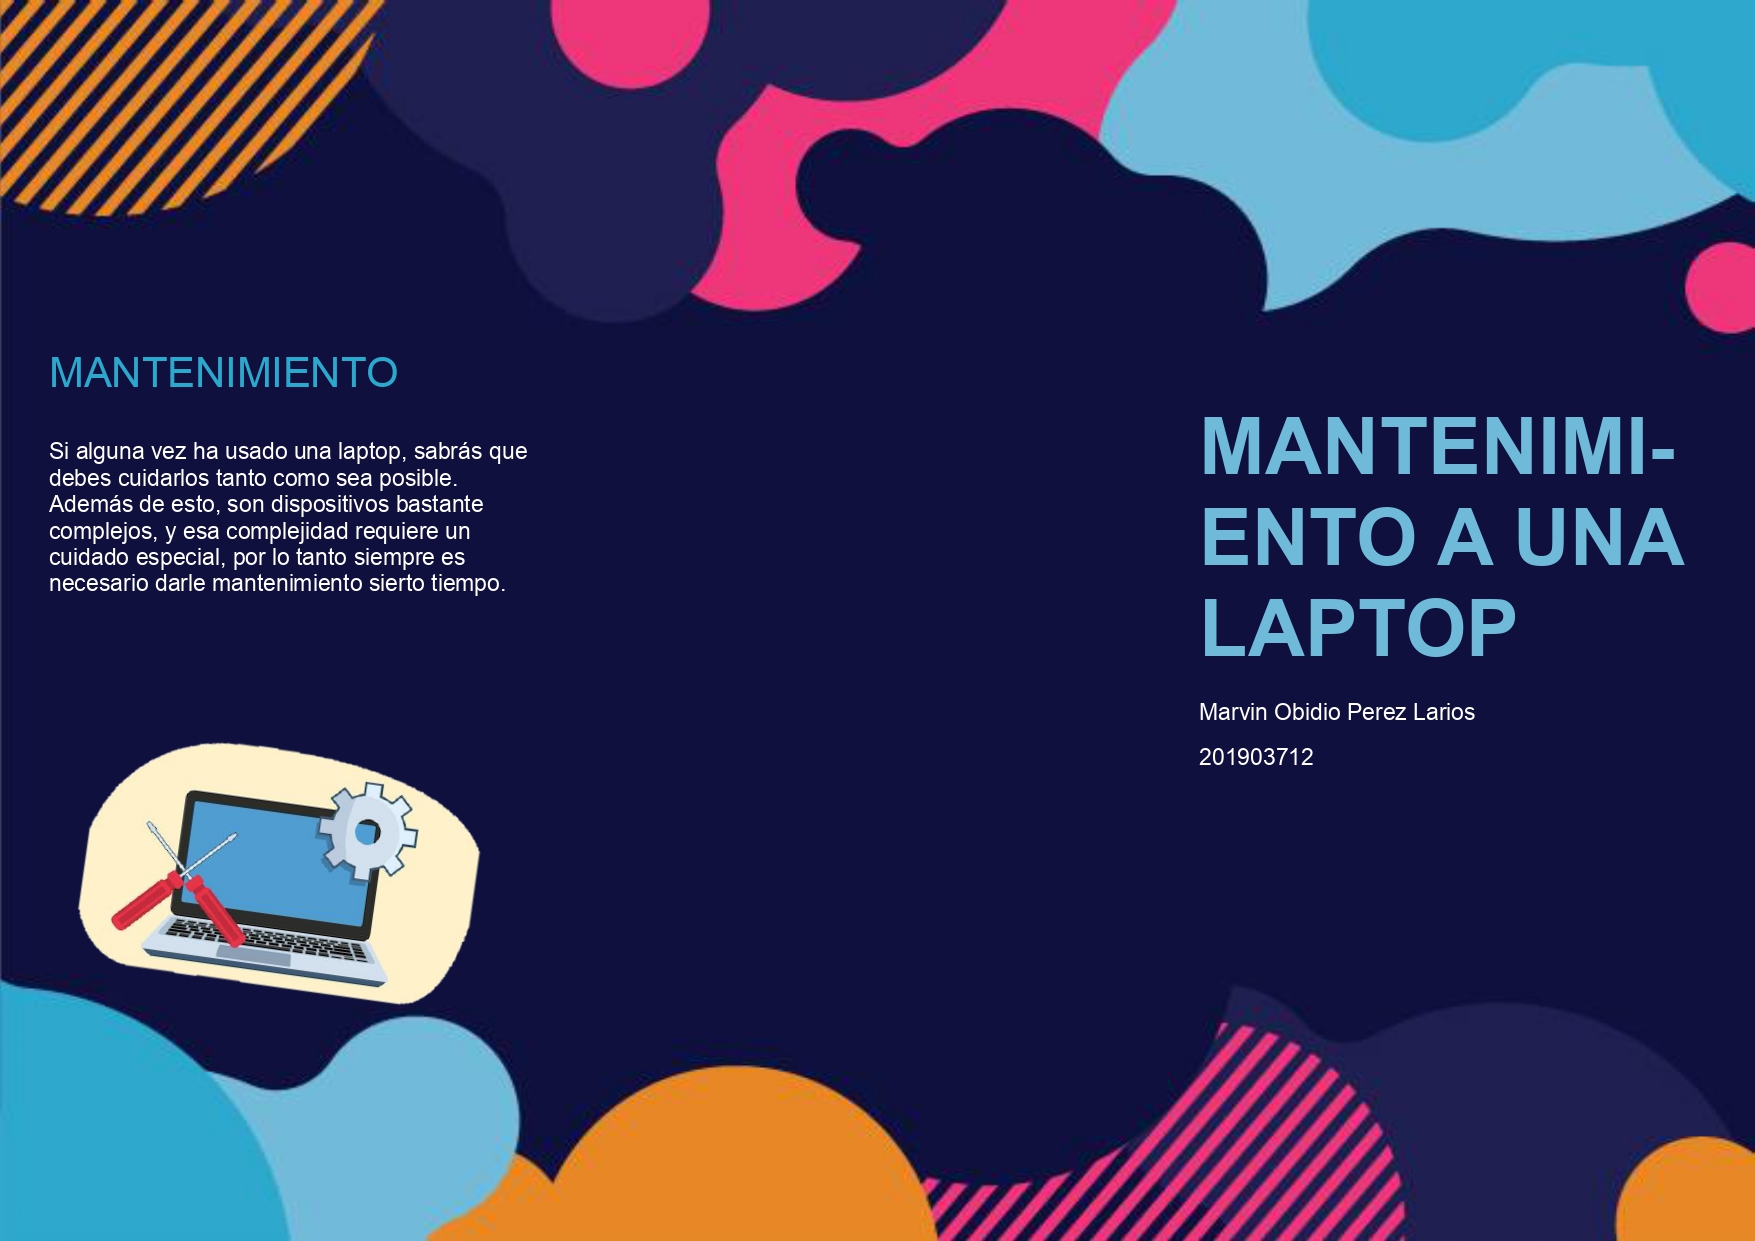 MANTENIMIENTO
Si alguna vez ha usado una laptop, sabrás que
debes cuidarlos tanto como sea posible.
Además de esto, son dispositivos bastante
complejos, y esa complejidad requiere un
cuidado especial, por lo tanto siempre es
necesario darle mantenimiento sierto tiempo.
MANTENIMI-
ENTO A UNA
LAPTOP
Marvin Obidio Perez Larios
201903712